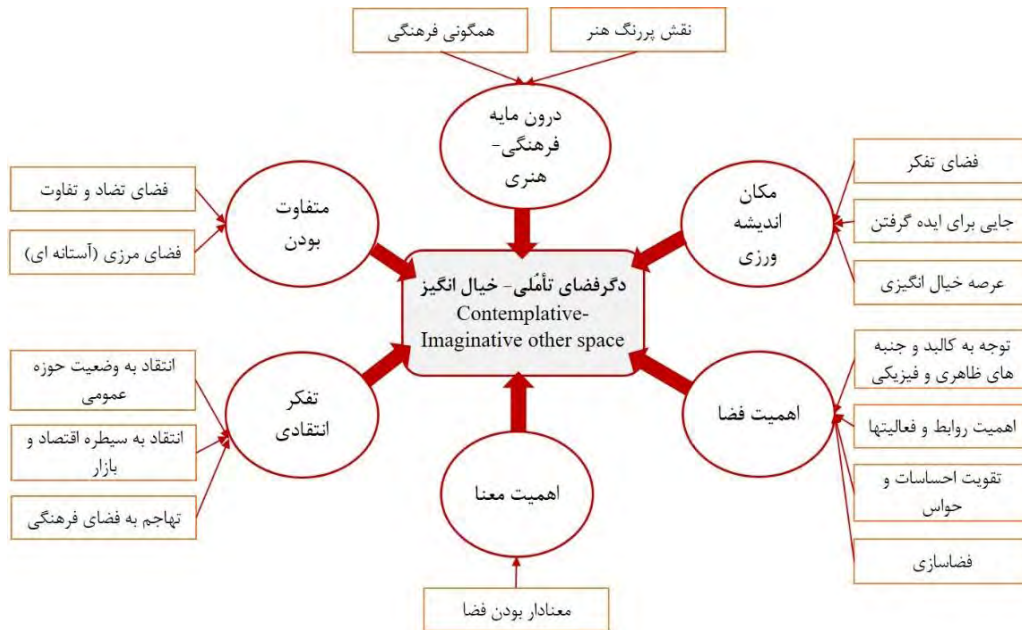 نقش پررنگ هنر
همگونی فرهنگی
درون مایه
فرهنگی-
هنری
مکان
اندیشه
ورزی
فضای تفکر
جایی برای ایده گرفتن
عرصه خیال انگیزی
متفاوت
بودن
فضای تضاد و تفاوت
فضای مرزی (آستانه ای)
دگرفضای تأمّلی- خیال انگیز
Contemplative-
Imaginative other space
اهمیت فضا
توجه به کالبد و جنبه
های ظاهری و فیزیکی
اهمیت روابط و فعالیتها
تقویت احساسات و
حواس
فضاسازی
تفکر
انتقادی
انتقاد به وضعیت حوزه
عمومی
انتقاد به سیطره اقتصاد و
بازار
تهاجم به فضای فرهنگی
اهمیت معنا
معنادار بودن فضا